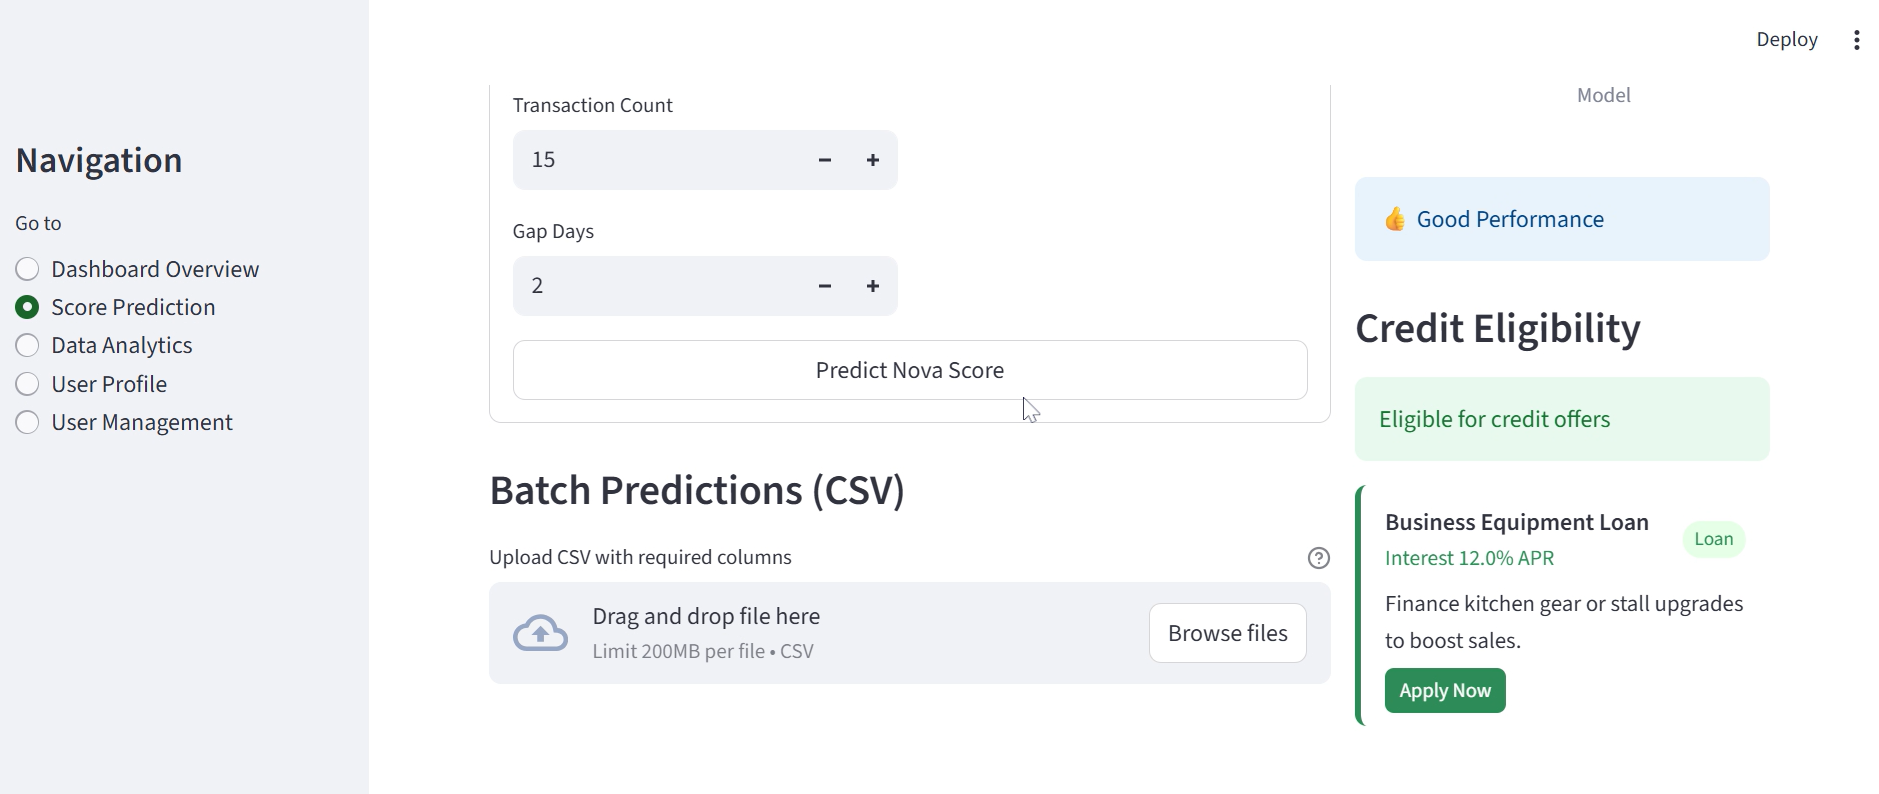 Deploy
Navigation
Go to
Dashboard Overview
Score Prediction
Data Analytics
User Profile
User Management
Transaction Count
15
Gap Days
2
Predict Nova Score
Batch Predictions (CSV)
Upload CSV with required columns
Drag and drop file here
Limit 200MB per file • CSV
Browse files
Model
👍 Good Performance
Credit Eligibility
Eligible for credit offers
Business Equipment Loan
Loan
Interest 12.0% APR
Finance kitchen gear or stall upgrades
to boost sales.
Apply Now